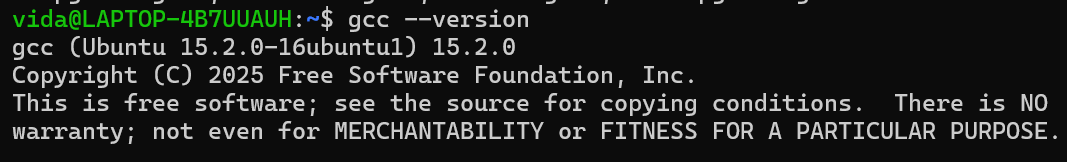 vida@LAPTOP-4B7UUAUH:~$ gcc --version
gcc (Ubuntu 15.2.0-16ubuntu1) 15.2.0
Copyright (C) 2025 Free Software Foundation, Inc.
This is free software; see the source for copying conditions.  There is NO
warranty; not even for MERCHANTABILITY or FITNESS FOR A PARTICULAR PURPOSE.